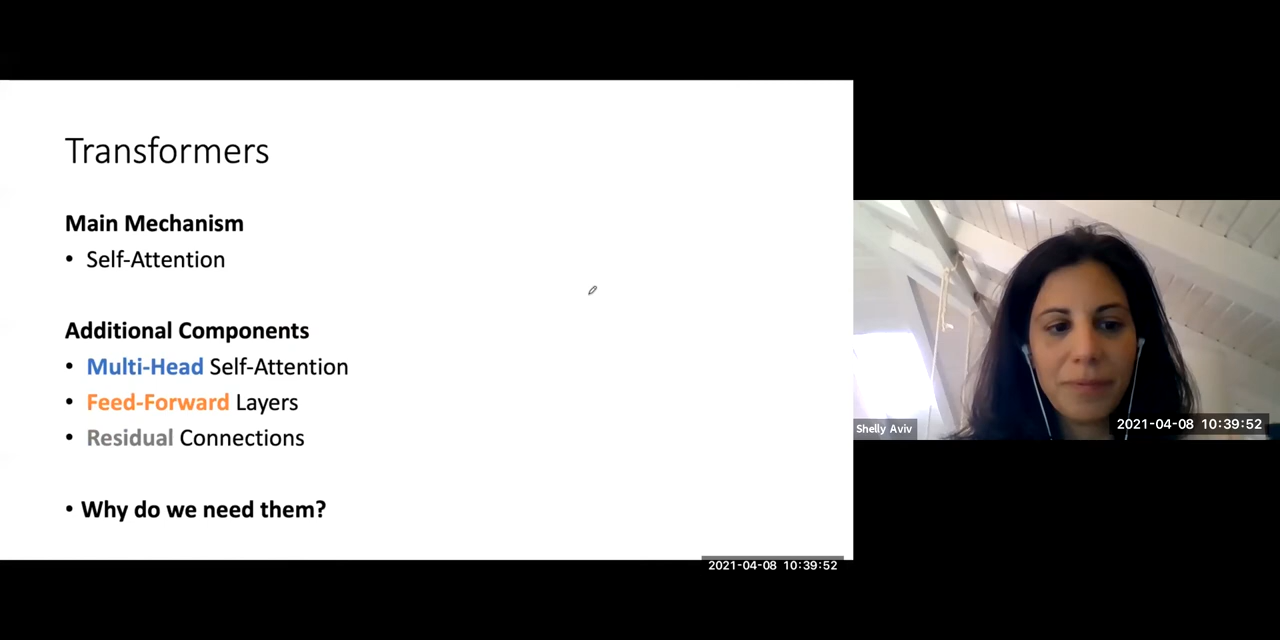 Transformers
Main Mechanism
• Self-Attention
Additional Components
• Multi-Head Self-Attention
• Feed-Forward Layers
• Residual Connections
• Why do we need them?
2021-04-08 10:39:52
Shelly Aviv
2021-04-08 10:39:52